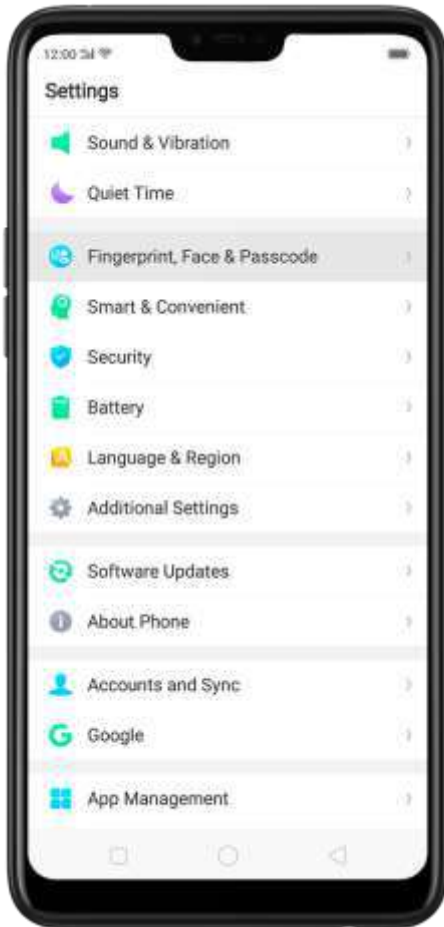 12:00
Settings
Sound & Vibration
Quiet Time
Fingerprint, Face & Passcode
Smart & Convenient
Security
Battery
Language & Region
Additional Settings
Software Updates
About Phone
Accounts and Sync
Google
App Management